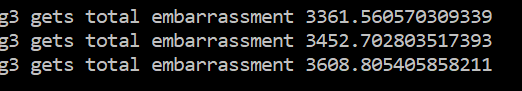 g3 gets total embarrassment 3361.560570309339
g3 gets total embarrassment 3452.702803517393
g3 gets total embarrassment 3608.805405858211